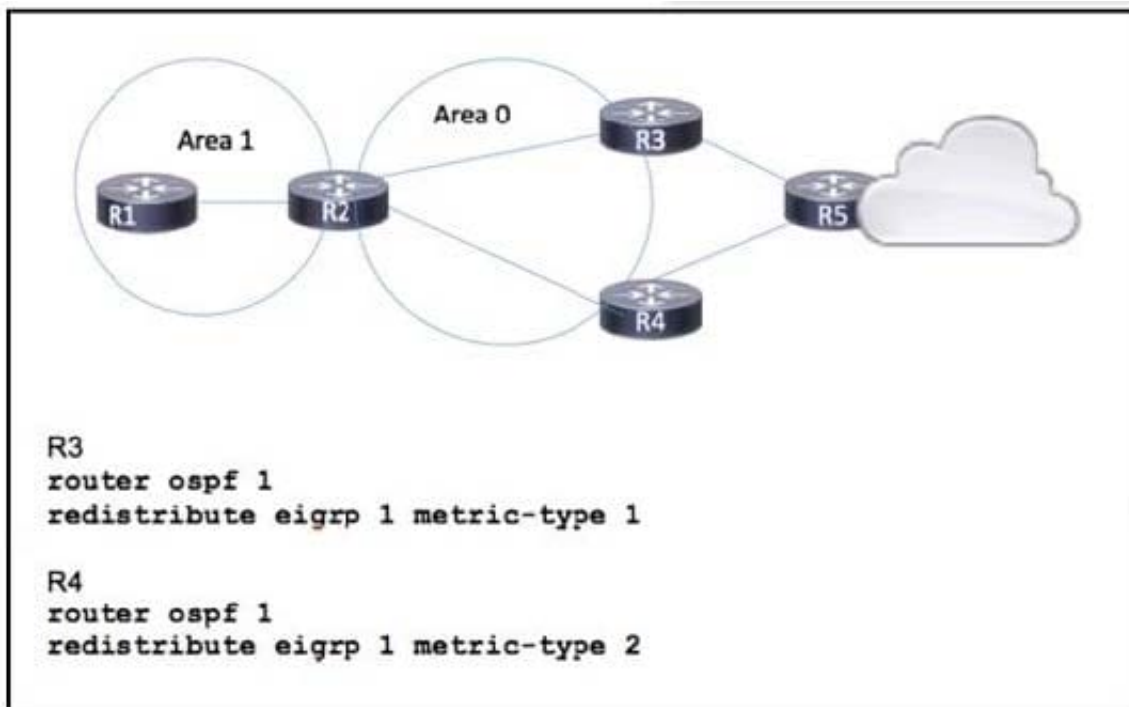 Area 1
Area 0
R1
R2
R3
R4
R5
R3
router ospf 1
redistribute eigrp 1 metric-type 1
R4
router ospf 1
redistribute eigrp 1 metric-type 2